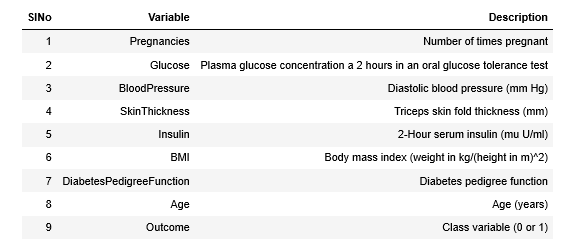 SlNo Variable Description
1 Pregnancies Number of times pregnant
2 Glucose Plasma glucose concentration a 2 hours in an oral glucose tolerance test
3 BloodPressure Diastolic blood pressure (mm Hg)
4 SkinThickness Triceps skin fold thickness (mm)
5 Insulin 2-Hour serum insulin (mu U/ml)
6 BMI Body mass index (weight in kg/(height in m)^2)
7 DiabetesPedigreeFunction Diabetes pedigree function
8 Age Age (years)
9 Outcome Class variable (0 or 1)